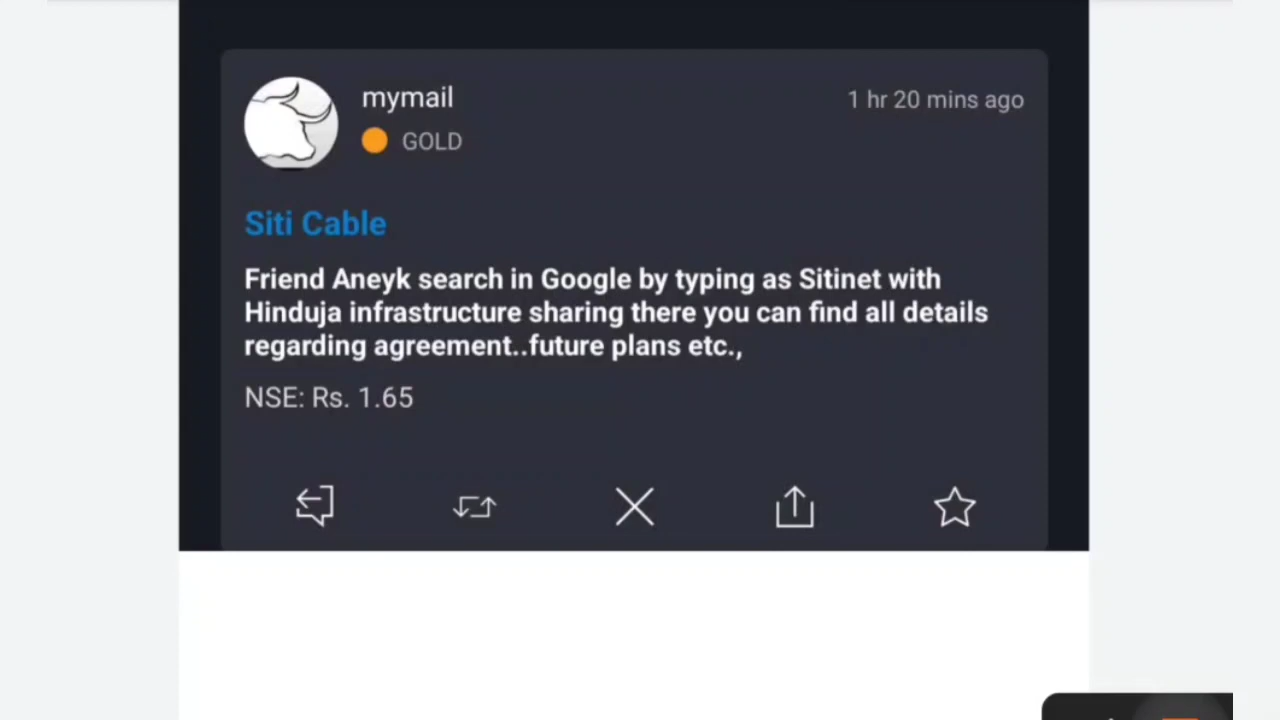 mymail
1 hr 20 mins ago
GOLD
Siti Cable
Friend Aneyk search in Google by typing as Sitinet with
Hinduja infrastructure sharing there you can find all details
regarding agreement..future plans etc.,
NSE: Rs. 1.65